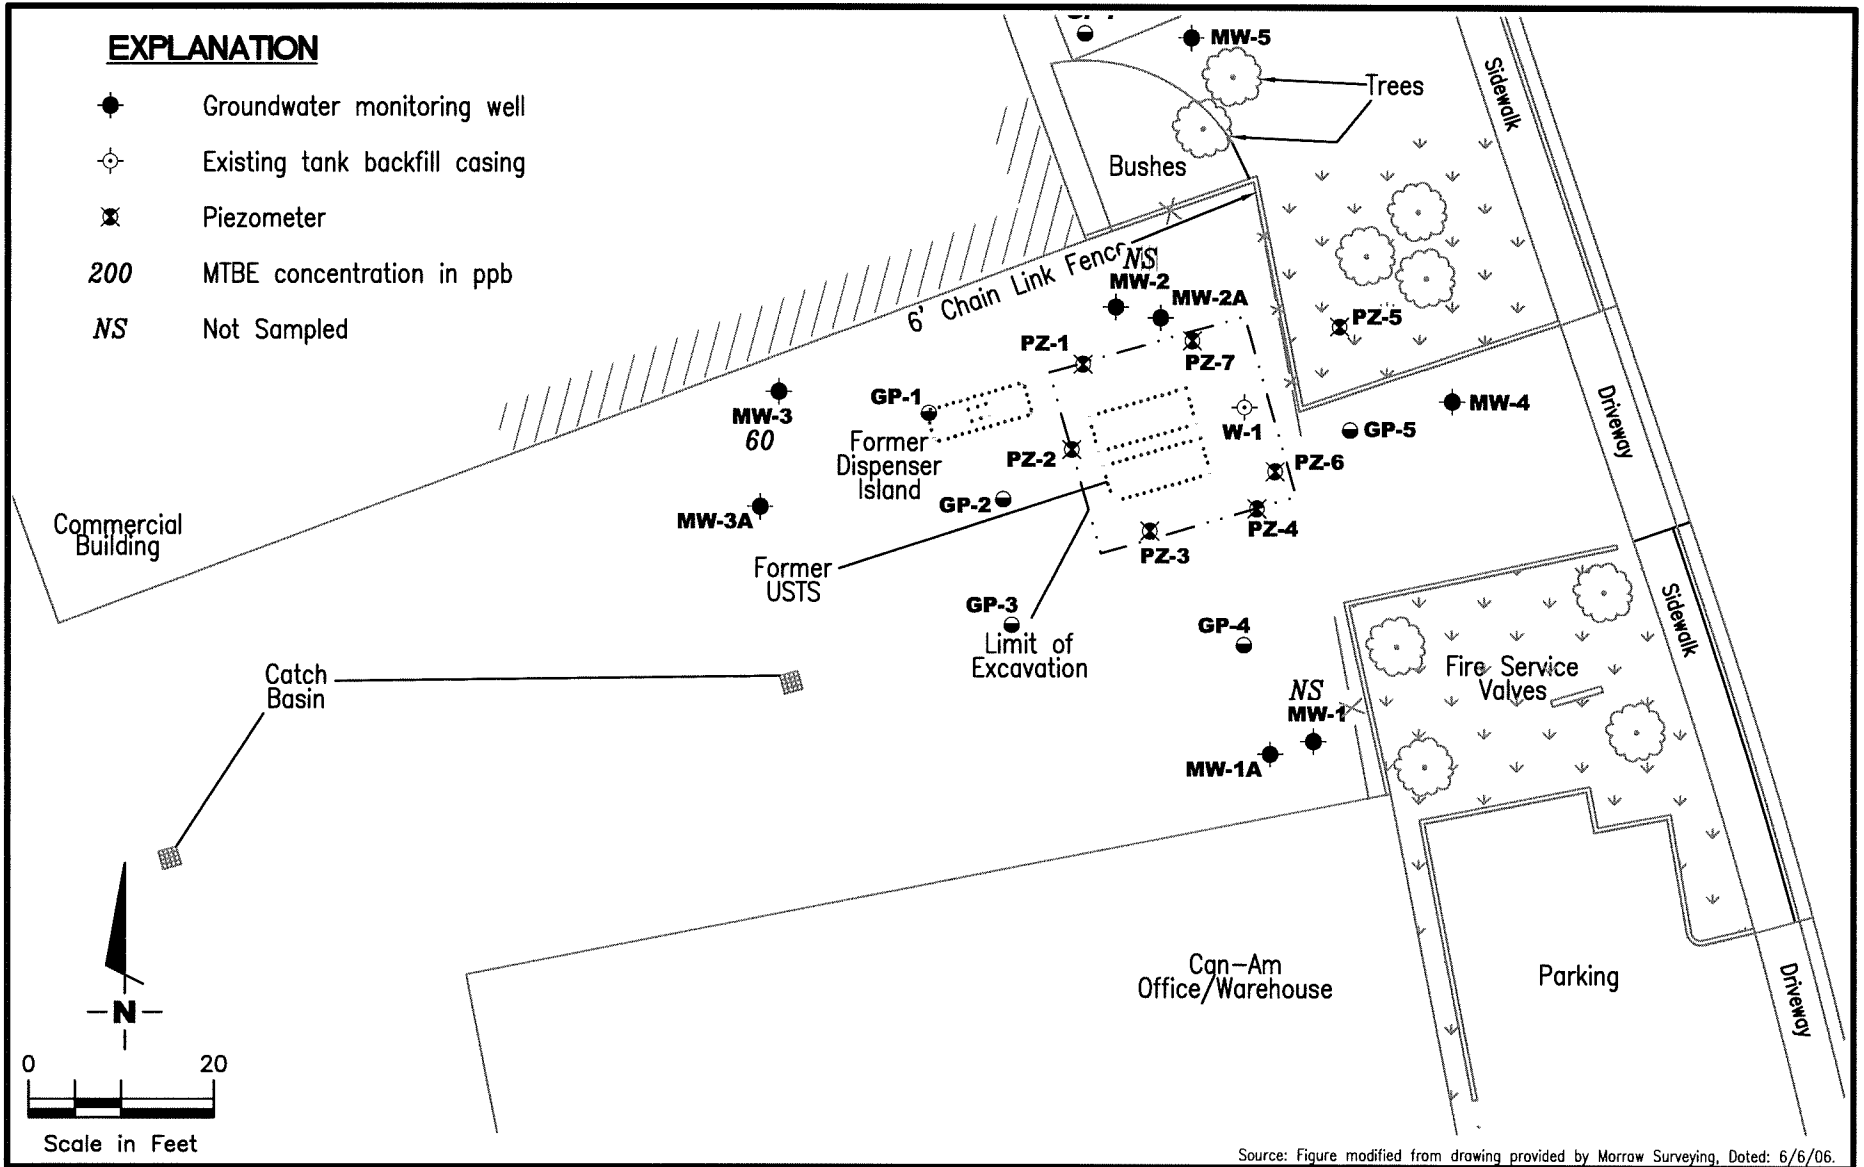 EXPLANATION
Groundwater monitoring well
Existing tank backfill casing
Piezometer
200 MTBE concentration in ppb
NS Not Sampled
MW-5
Trees
Sidewalk
Bushes
6' Chain Link Fence
NS
MW-2
MW-2A
PZ-5
PZ-1
PZ-7
MW-3
60
GP-1
Former
Dispenser
Island
W-1
MW-4
GP-5
Driveway
PZ-2
PZ-6
GP-2
MW-3A
PZ-4
PZ-3
Commercial
Building
Former
USTS
GP-3
Limit of
Excavation
GP-4
Sidewalk
Fire Service
Valves
Catch
Basin
NS
MW-1
MW-1A
Can-Am
Office/Warehouse
Parking
Driveway
N
0 20
Scale in Feet
Source: Figure modified from drawing provided by Morrow Surveying, Dated: 6/6/06.